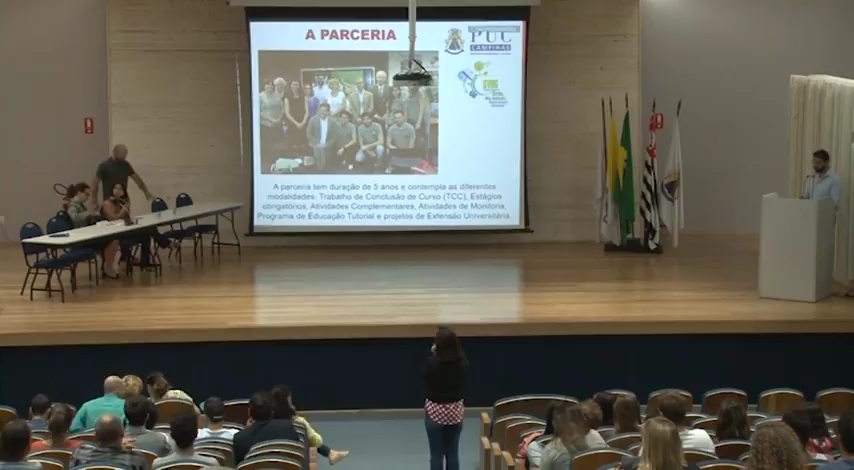 A PARCERIA
PUC
CAMPINAS
A parceria tem duração de 5 anos e contempla as diferentes
modalidades: Trabalho de Conclusão de Curso (TCC), Estágios
obrigatórios, Atividades Complementares, Atividades de Monitoria,
Programa de Educação Tutorial e projetos de Extensão Universitária.